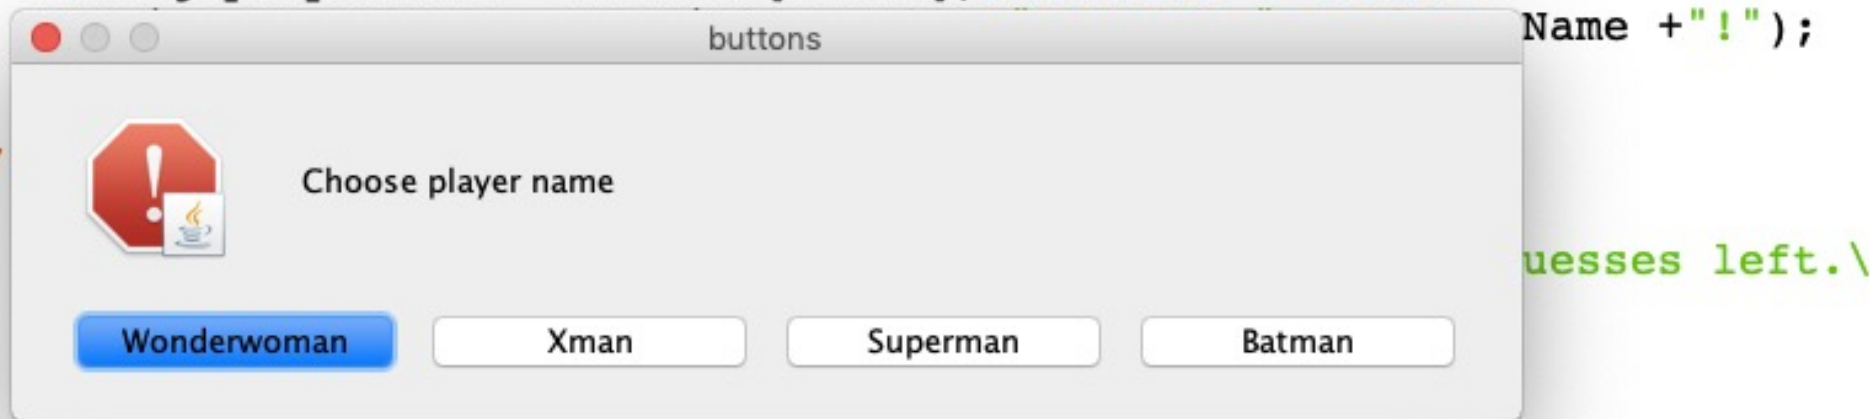 buttons
Name +"!");
Choose player name
uesses left.\
Wonderwoman Xman Superman Batman